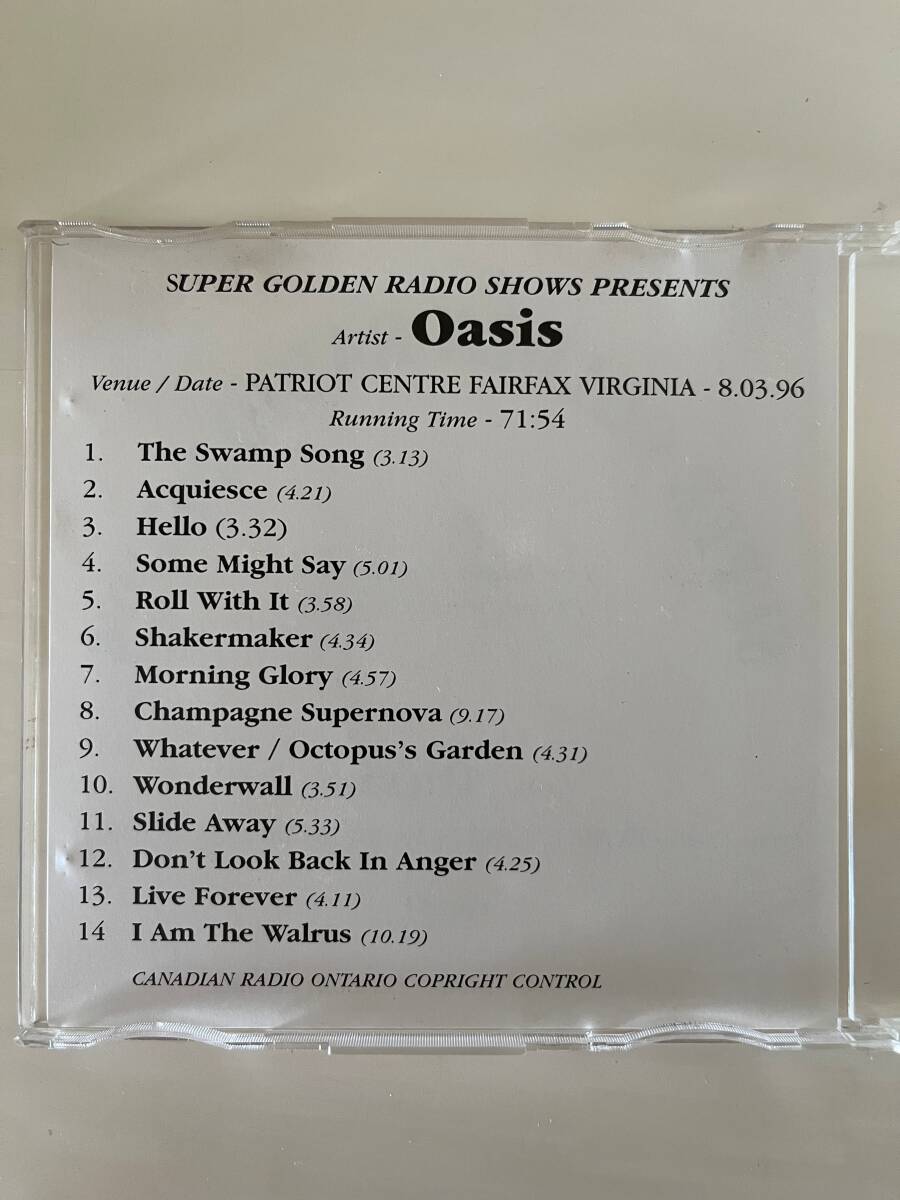 SUPER GOLDEN RADIO SHOWS PRESENTS
Artist - Oasis
Venue / Date - PATRIOT CENTRE FAIRFAX VIRGINIA - 8.03.96
Running Time - 71:54
1. The Swamp Song (3.13)
2. Acquiesce (4.21)
3. Hello (3.32)
4. Some Might Say (5.01)
5. Roll With It (3.58)
6. Shakermaker (4.34)
7. Morning Glory (4.57)
8. Champagne Supernova (9.17)
9. Whatever / Octopus's Garden (4.31)
10. Wonderwall (3.51)
11. Slide Away (5.33)
12. Don't Look Back In Anger (4.25)
13. Live Forever (4.11)
14 I Am The Walrus (10.19)
CANADIAN RADIO ONTARIO COPRIGHT CONTROL